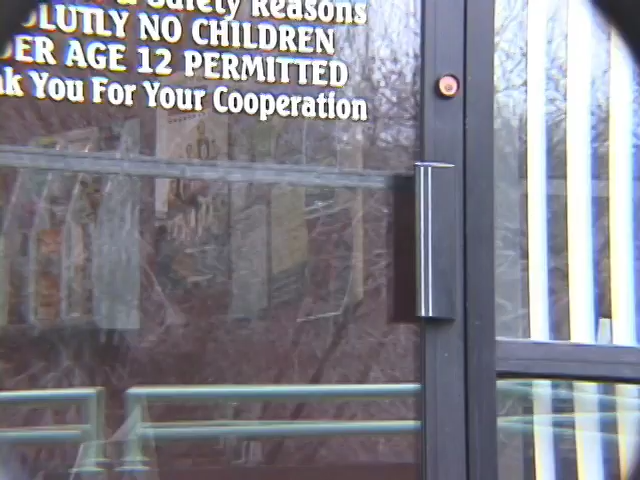 Safety Reasons
OLUTLY NO CHILDREN
DER AGE 12 PERMITTED
nk You For Your Cooperation